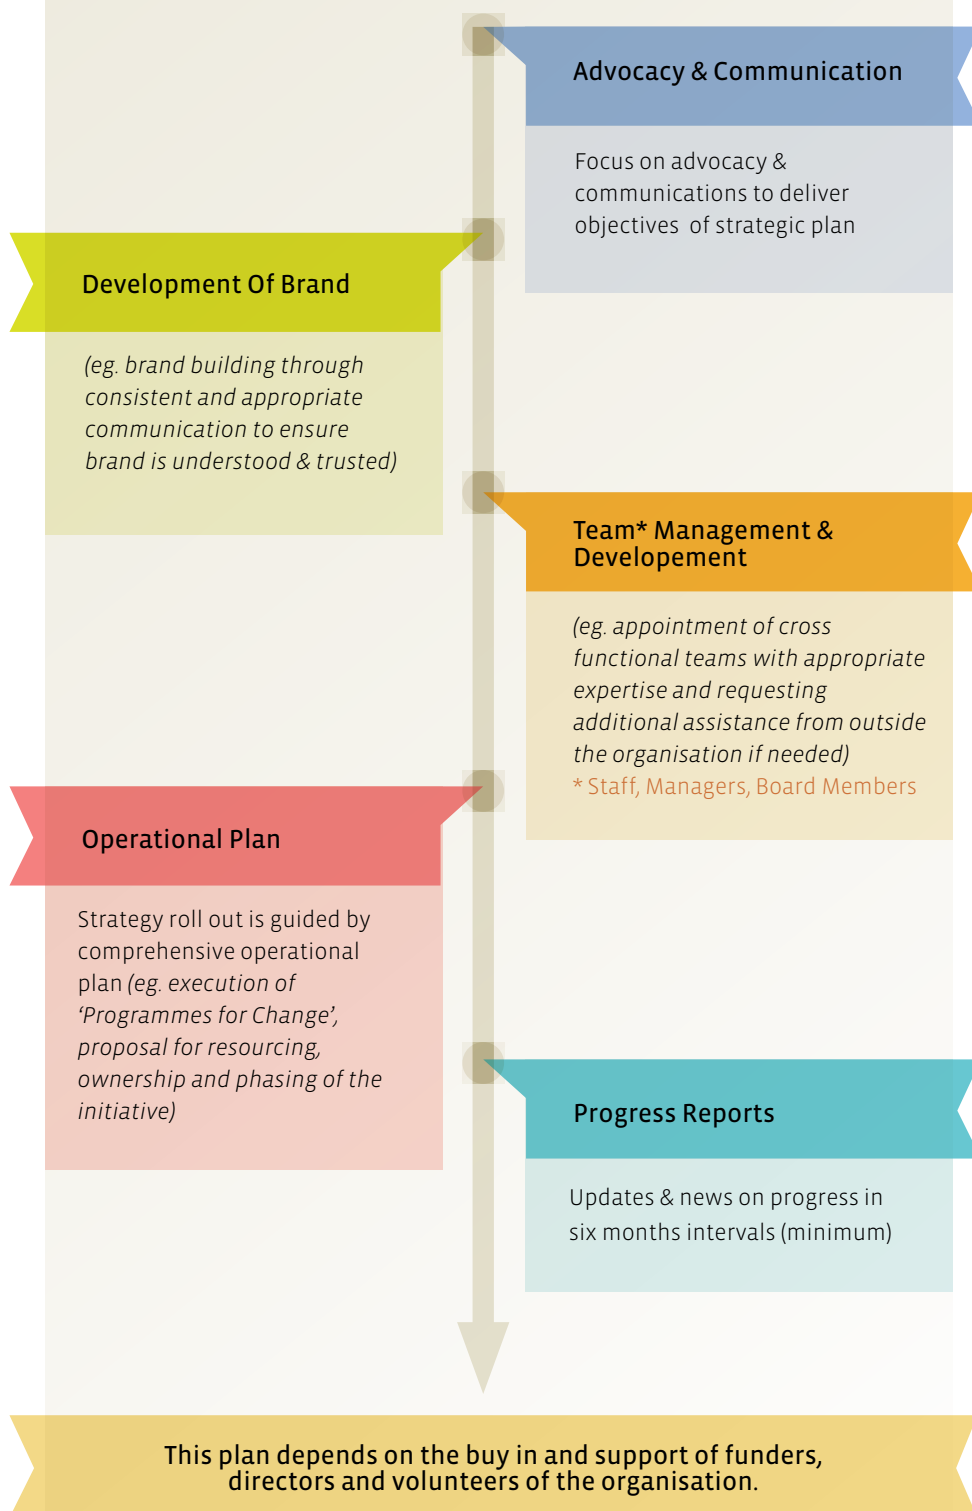 Advocacy & Communication
Focus on advocacy &
communications to deliver
objectives of strategic plan
Development Of Brand
(eg. brand building through
consistent and appropriate
communication to ensure
brand is understood & trusted)
Team* Management &
Developement
(eg. appointment of cross
functional teams with appropriate
expertise and requesting
additional assistance from outside
the organisation if needed)
* Staff, Managers, Board Members
Operational Plan
Strategy roll out is guided by
comprehensive operational
plan (eg. execution of
‘Programmes for Change’,
proposal for resourcing,
ownership and phasing of the
initiative)
Progress Reports
Updates & news on progress in
six months intervals (minimum)
This plan depends on the buy in and support of funders,
directors and volunteers of the organisation.